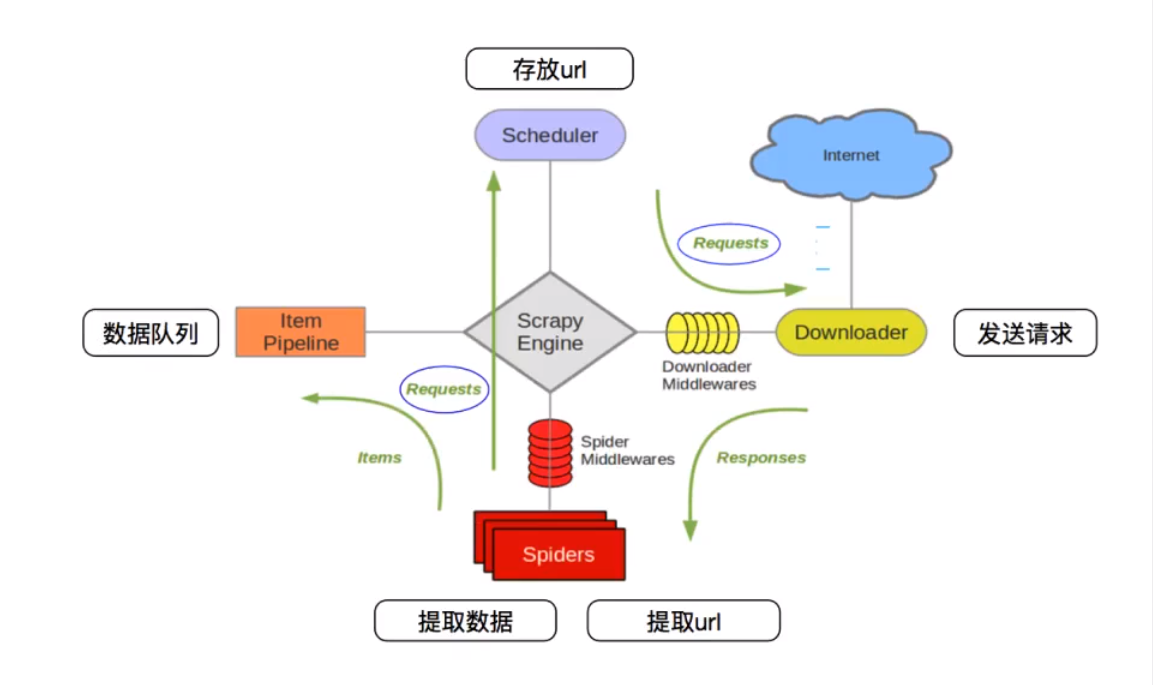 存放url
Scheduler
Internet
Requests
数据队列
Item
Pipeline
Scrapy
Engine
Downloader
发送请求
Downloader
Middlewares
Requests
Items
Spider
Middlewares
Responses
Spiders
提取数据
提取url